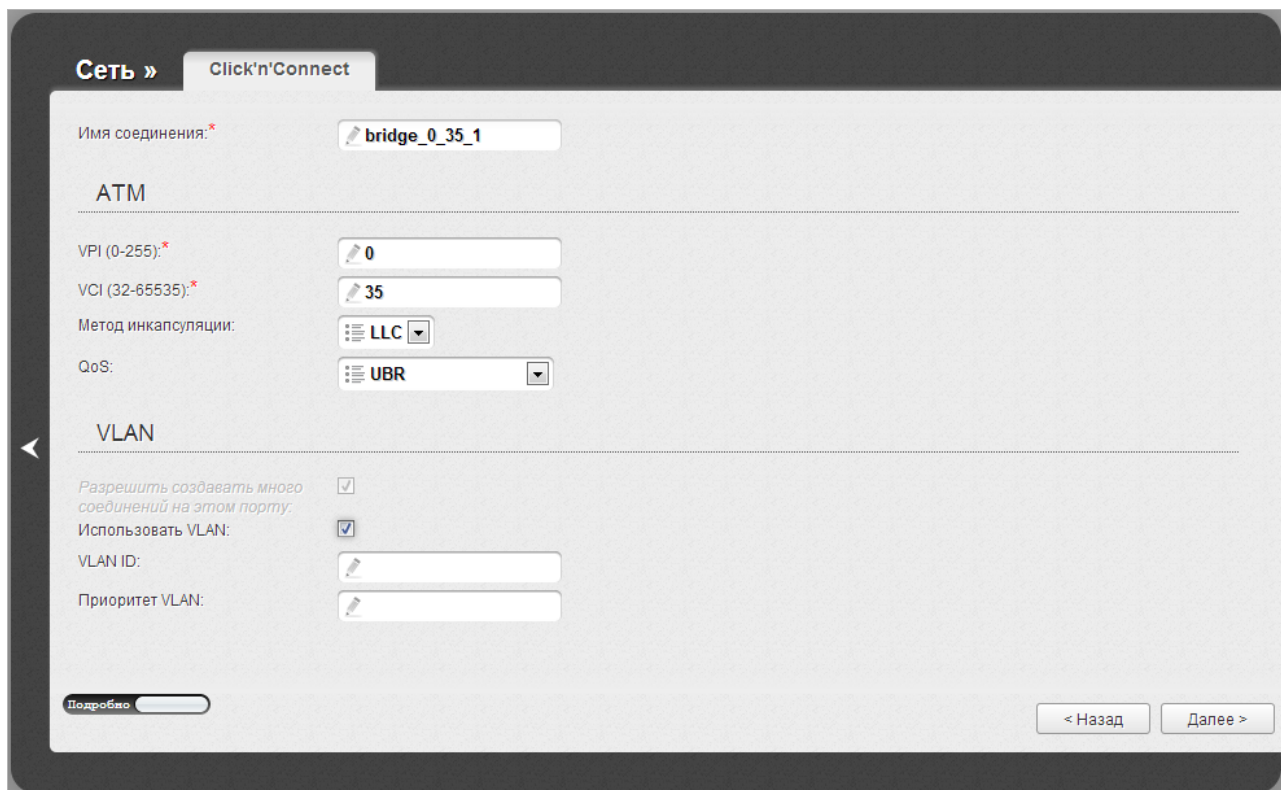 Сеть »
Click'n'Connect
Имя соединения:*
bridge_0_35_1
ATM
VPI (0-255):*
0
VCI (32-65535):*
35
Метод инкапсуляции:
LLC
QoS:
UBR
VLAN
Разрешить создавать много
соединений на этом порту:
Использовать VLAN:
VLAN ID:
Приоритет VLAN:
Подробно
< Назад
Далее >